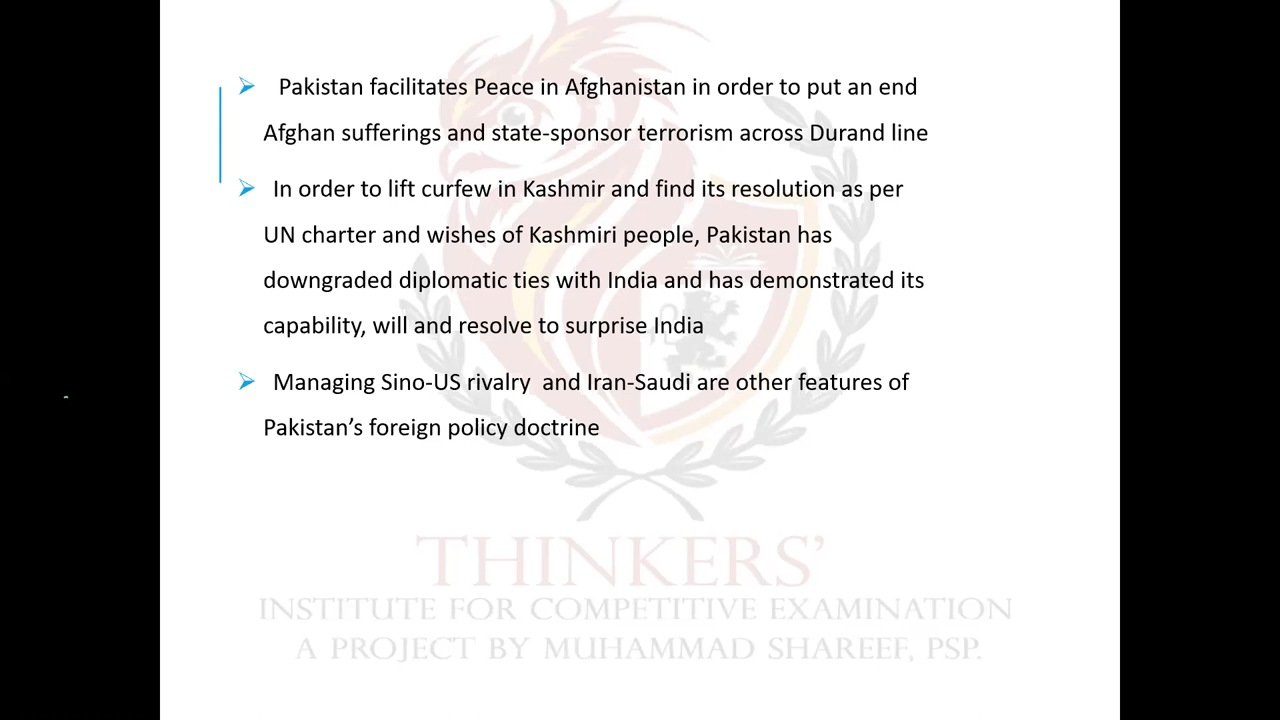 ➢ Pakistan facilitates Peace in Afghanistan in order to put an end
Afghan sufferings and state-sponsor terrorism across Durand line
➢ In order to lift curfew in Kashmir and find its resolution as per
UN charter and wishes of Kashmiri people, Pakistan has
downgraded diplomatic ties with India and has demonstrated its
capability, will and resolve to surprise India
➢ Managing Sino-US rivalry  and Iran-Saudi are other features of
Pakistan’s foreign policy doctrine
THINKERS’
INSTITUTE FOR COMPETITIVE EXAMINATION
A PROJECT BY MUHAMMAD SHAREEF, PSP.